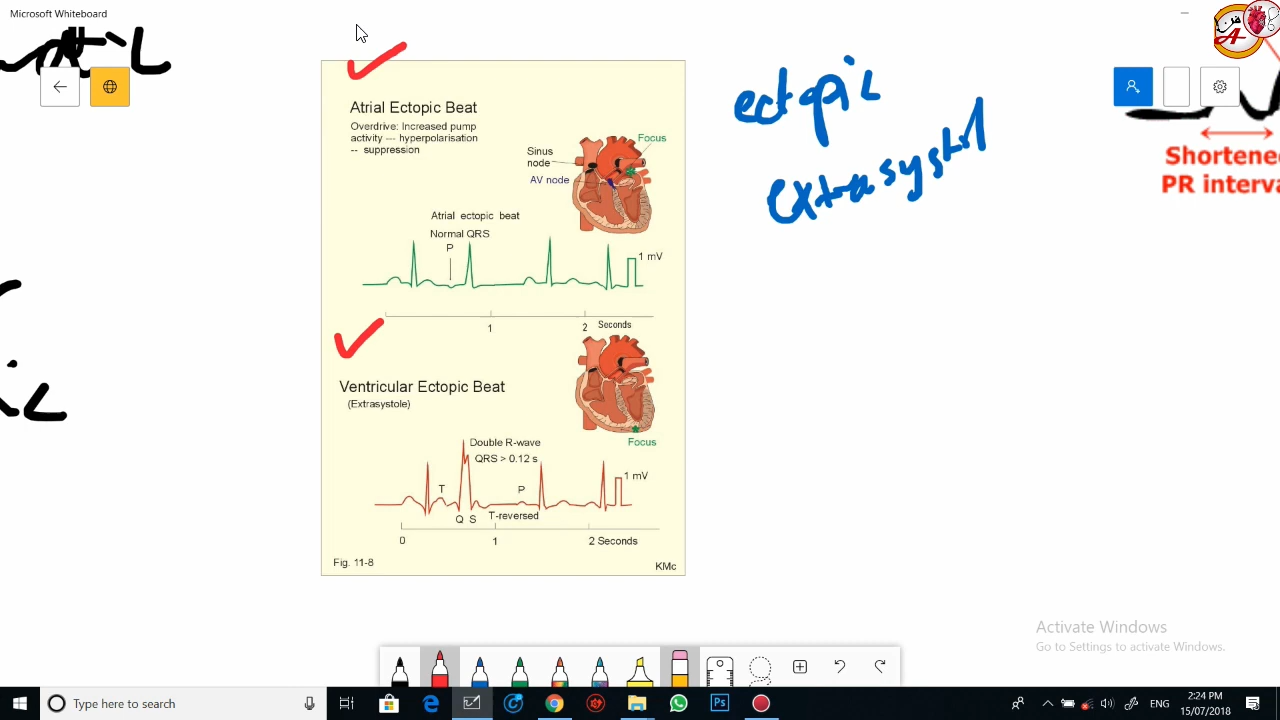 Microsoft Whiteboard
Atrial Ectopic Beat
Overdrive: Increased pump
activity --- hyperpolarisation
-- suppression
Focus
Sinus
node
AV node
Atrial ectopic beat
Normal QRS
P
1 mV
1
2
Seconds
Ventricular Ectopic Beat
(Extrasystole)
Focus
Double R-wave
QRS > 0.12 s
T
P
1 mV
Q S
T-reversed
0
1
2 Seconds
Fig. 11-8
KMc
ectopic
extrasystol
A
Shortene
PR interva
Activate Windows
Go to Settings to activate Windows.
Type here to search
Ps
ENG
2:24 PM
15/07/2018